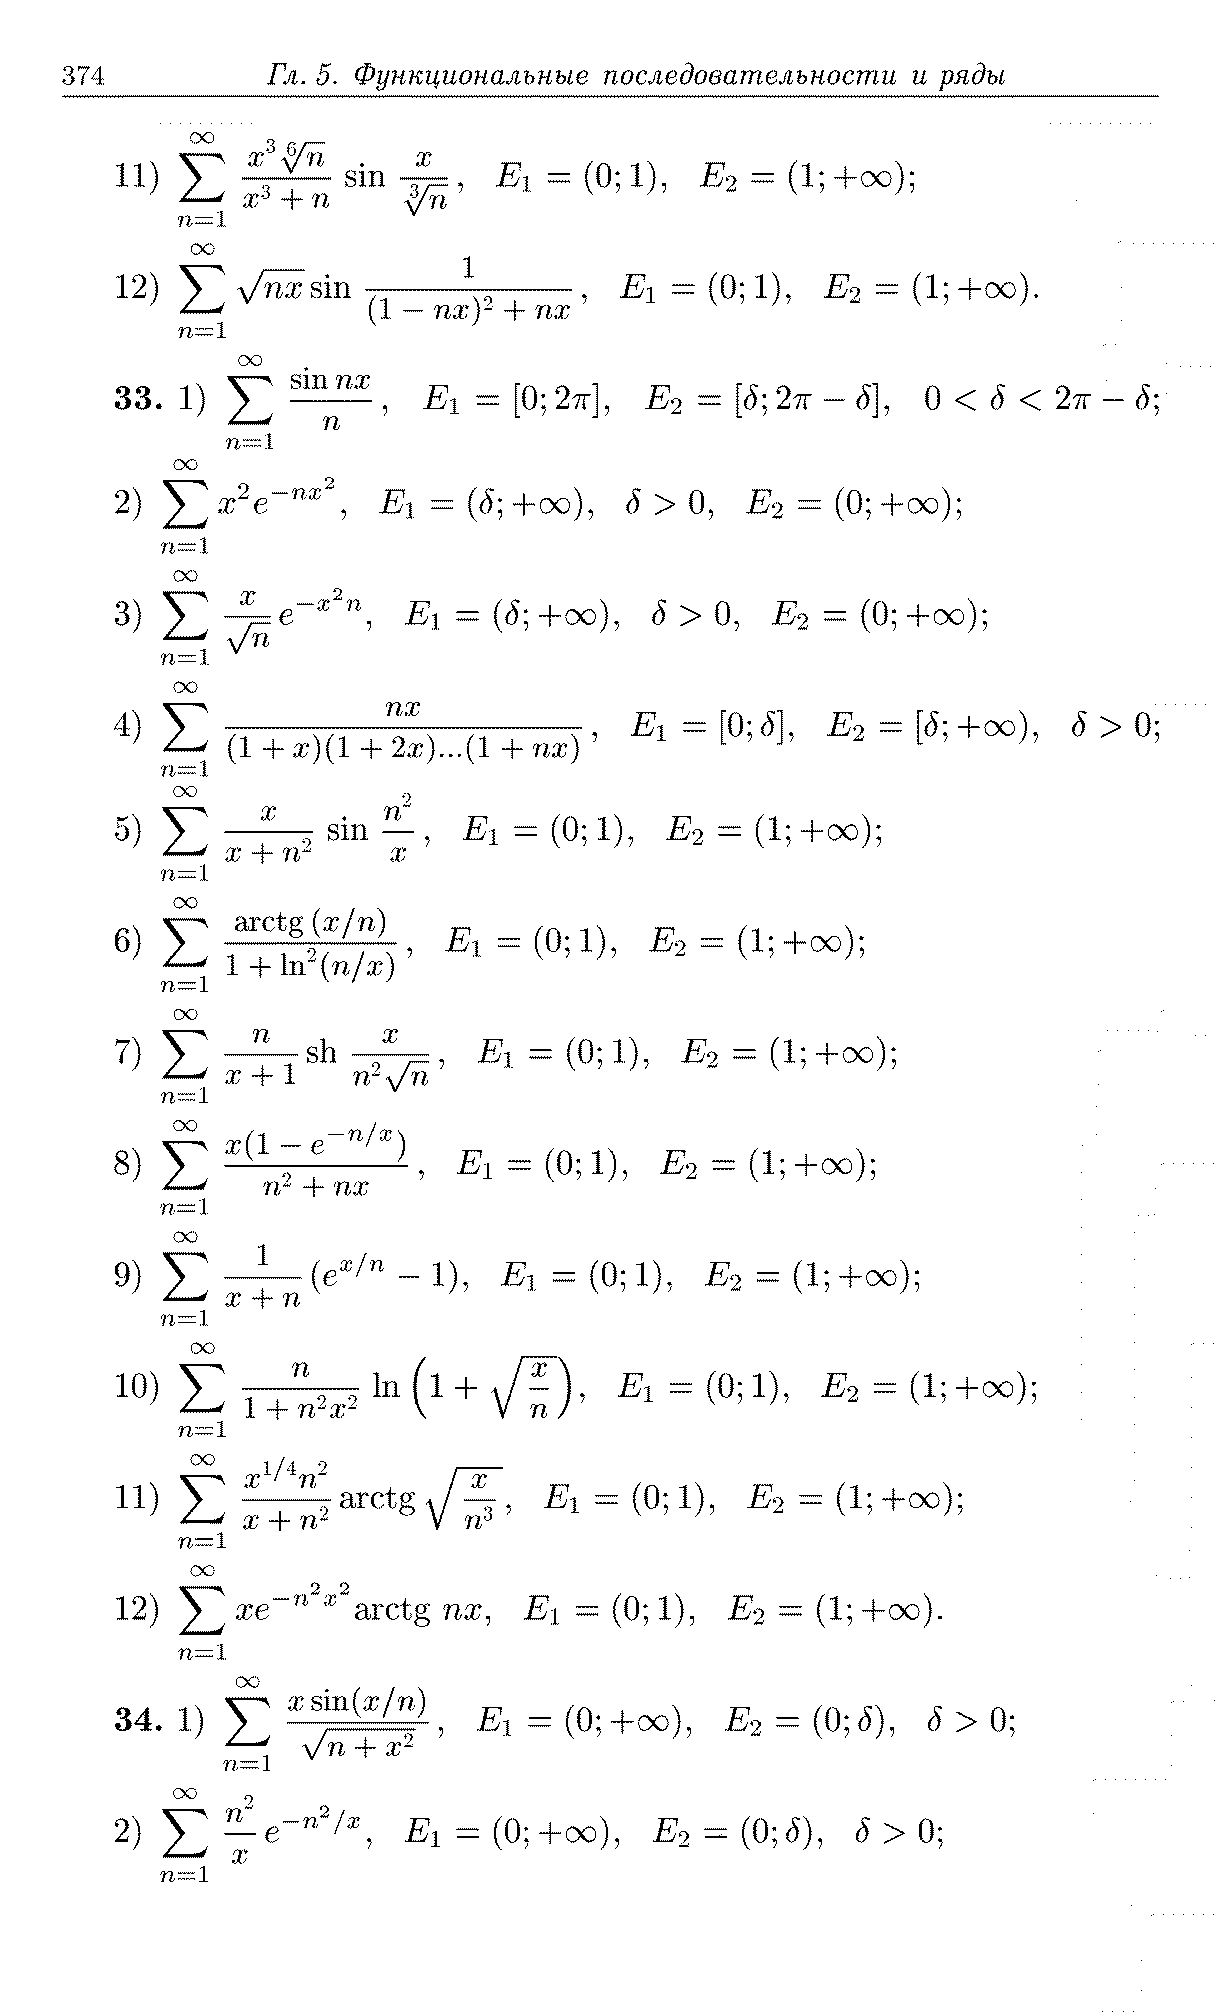 374 Гл. 5. Функциональные последовательности и ряды
11) $\sum_{n=1}^{\infty} \frac{x^3 \sqrt[6]{n}}{x^3+n} \sin \frac{x}{\sqrt[3]{n}}$, $E_1 = (0; 1)$, $E_2 = (1; +\infty)$;
12) $\sum_{n=1}^{\infty} \sqrt{nx} \sin \frac{1}{(1-nx)^2+nx}$, $E_1 = (0; 1)$, $E_2 = (1; +\infty)$.
33. 1) $\sum_{n=1}^{\infty} \frac{\sin nx}{n}$, $E_1 = [0; 2\pi]$, $E_2 = [\delta; 2\pi - \delta]$, $0 < \delta < 2\pi - \delta$;
2) $\sum_{n=1}^{\infty} x^2 e^{-nx^2}$, $E_1 = (\delta; +\infty)$, $\delta > 0$, $E_2 = (0; +\infty)$;
3) $\sum_{n=1}^{\infty} \frac{x}{\sqrt{n}} e^{-x^2 n}$, $E_1 = (\delta; +\infty)$, $\delta > 0$, $E_2 = (0; +\infty)$;
4) $\sum_{n=1}^{\infty} \frac{nx}{(1+x)(1+2x)...(1+nx)}$, $E_1 = [0; \delta]$, $E_2 = [\delta; +\infty)$, $\delta > 0$;
5) $\sum_{n=1}^{\infty} \frac{x}{x+n^2} \sin \frac{n^2}{x}$, $E_1 = (0; 1)$, $E_2 = (1; +\infty)$;
6) $\sum_{n=1}^{\infty} \frac{\operatorname{arctg}(x/n)}{1+\ln^2(n/x)}$, $E_1 = (0; 1)$, $E_2 = (1; +\infty)$;
7) $\sum_{n=1}^{\infty} \frac{n}{x+1} \operatorname{sh} \frac{x}{n^2\sqrt{n}}$, $E_1 = (0; 1)$, $E_2 = (1; +\infty)$;
8) $\sum_{n=1}^{\infty} \frac{x(1-e^{-n/x})}{n^2+nx}$, $E_1 = (0; 1)$, $E_2 = (1; +\infty)$;
9) $\sum_{n=1}^{\infty} \frac{1}{x+n} (e^{x/n} - 1)$, $E_1 = (0; 1)$, $E_2 = (1; +\infty)$;
10) $\sum_{n=1}^{\infty} \frac{n}{1+n^2x^2} \ln \left(1 + \sqrt{\frac{x}{n}}\right)$, $E_1 = (0; 1)$, $E_2 = (1; +\infty)$;
11) $\sum_{n=1}^{\infty} \frac{x^{1/4}n^2}{x+n^2} \operatorname{arctg} \sqrt{\frac{x}{n^3}}$, $E_1 = (0; 1)$, $E_2 = (1; +\infty)$;
12) $\sum_{n=1}^{\infty} xe^{-n^2x^2} \operatorname{arctg} nx$, $E_1 = (0; 1)$, $E_2 = (1; +\infty)$.
34. 1) $\sum_{n=1}^{\infty} \frac{x \sin(x/n)}{\sqrt{n+x^2}}$, $E_1 = (0; +\infty)$, $E_2 = (0; \delta)$, $\delta > 0$;
2) $\sum_{n=1}^{\infty} \frac{n^2}{x} e^{-n^2/x}$, $E_1 = (0; +\infty)$, $E_2 = (0; \delta)$, $\delta > 0$;